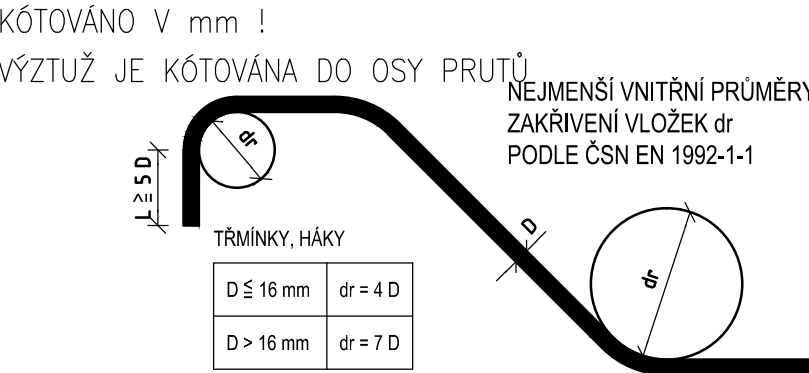 KÓTOVÁNO V mm !
VÝZTUŽ JE KÓTOVÁNA DO OSY PRUTŮ
NEJMENŠÍ VNITŘNÍ PRŮMĚRY
ZAKŘIVENÍ VLOŽEK dr
PODLE ČSN EN 1992-1-1
dr
L ≧ 5 D
D
TŘMÍNKY, HÁKY
D ≦ 16 mm dr = 4 D
D > 16 mm dr = 7 D
dr